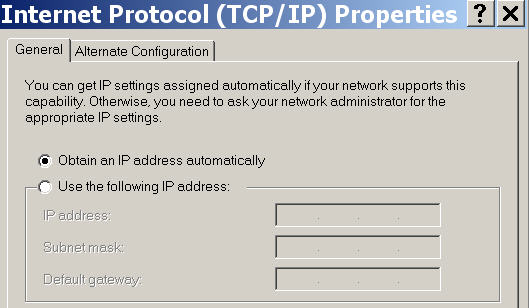 Internet Protocol (TCP/IP) Properties ? X
General Alternate Configuration
You can get IP settings assigned automatically if your network supports this
capability. Otherwise, you need to ask your network administrator for the
appropriate IP settings.
Obtain an IP address automatically
Use the following IP address:
IP address: . . .
Subnet mask: . . .
Default gateway: . . .